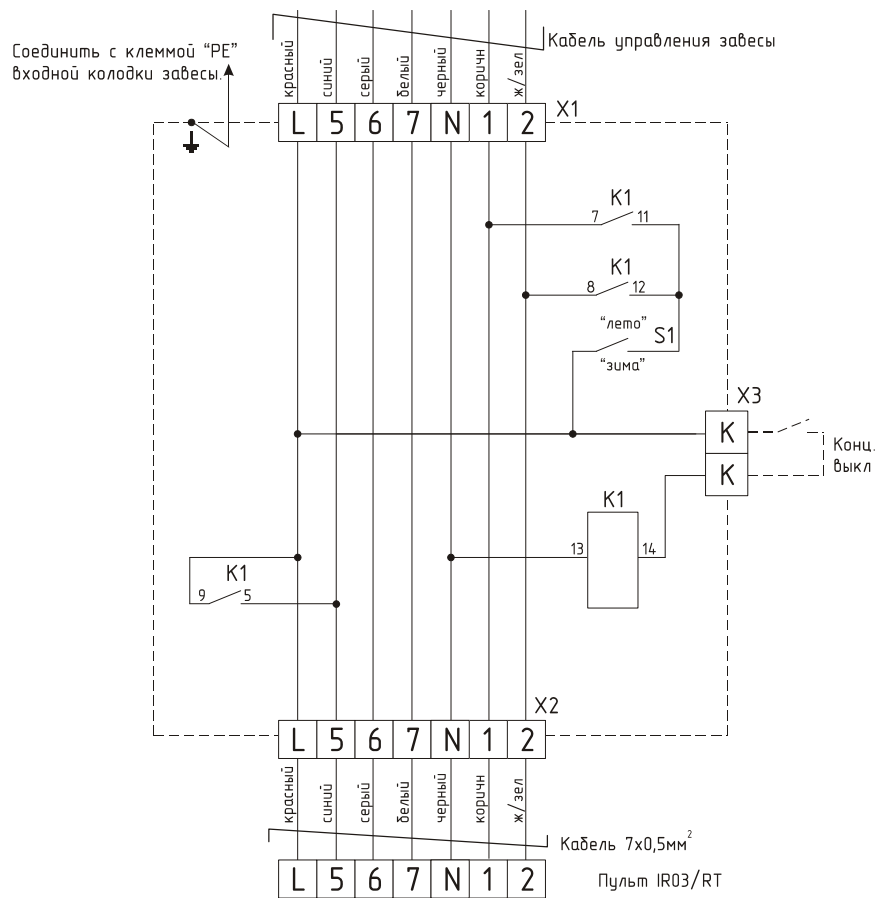 Кабель управления завесы
Соединить с клеммой “PE”
входной колодки завесы.
красный
синий
серый
белый
черный
коричн
ж/зел
L 5 6 7 N 1 2
X1
K1
7 11
K1
8 12
“лето” S1
“зима”
X3
K
K
Конц.
выкл
K1
13 14
K1
9 5
X2
L 5 6 7 N 1 2
красный
синий
серый
белый
черный
коричн
ж/зел
Кабель 7x0,5мм²
L 5 6 7 N 1 2
Пульт IR03/RT